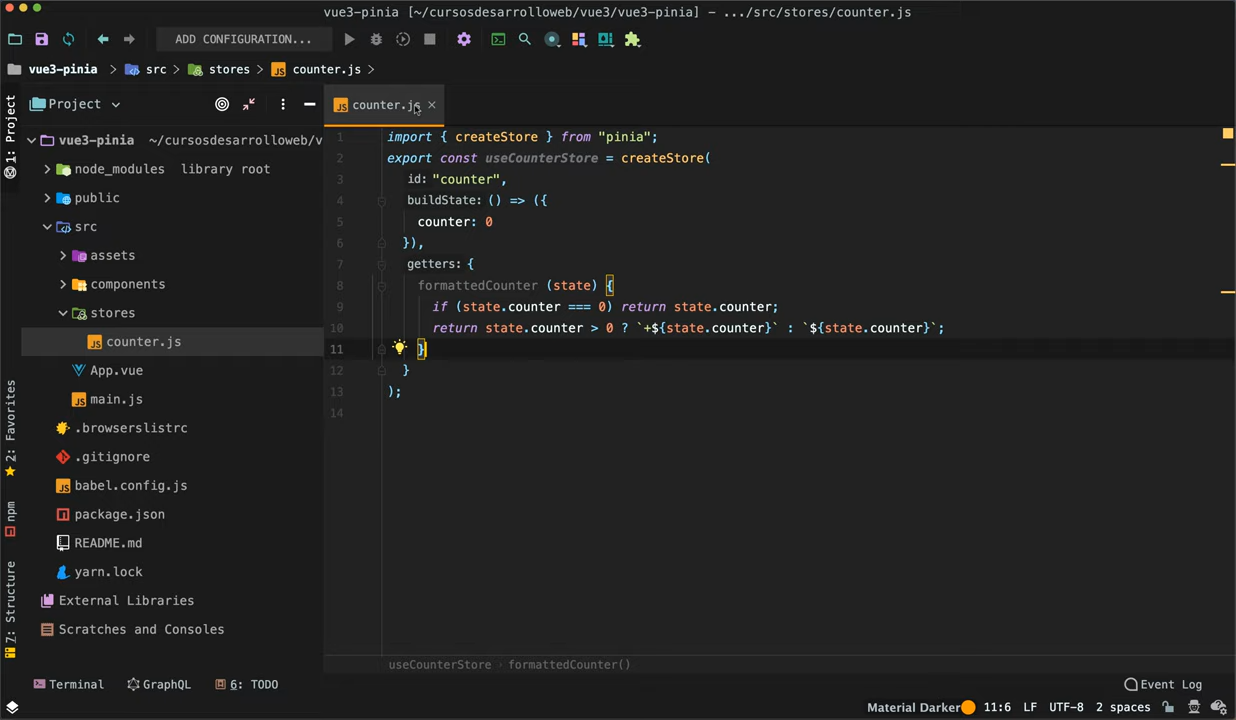 vue3-pinia [~/cursosdesarrolloweb/vue3/vue3-pinia] – .../src/stores/counter.js
ADD CONFIGURATION...
vue3-pinia > src > stores > counter.js >
1: Project
Project
counter.js
vue3-pinia ~/cursosdesarrolloweb/v
node_modules library root
public
src
assets
components
stores
counter.js
App.vue
main.js
.browserslistrc
.gitignore
babel.config.js
package.json
README.md
yarn.lock
External Libraries
Scratches and Consoles
2: Favorites
npm
7: Structure
1 import { createStore } from "pinia";
2 export const useCounterStore = createStore(
3 id: "counter",
4 buildState: () => ({
5 counter: 0
6 }),
7 getters: {
8 formattedCounter (state) {
9 if (state.counter === 0) return state.counter;
10 return state.counter > 0 ? `+${state.counter}` : `${state.counter}`;
11 }
12 }
13 );
14
useCounterStore › formattedCounter()
Terminal GraphQL 6: TODO Event Log
Material Darker 11:6 LF UTF-8 2 spaces